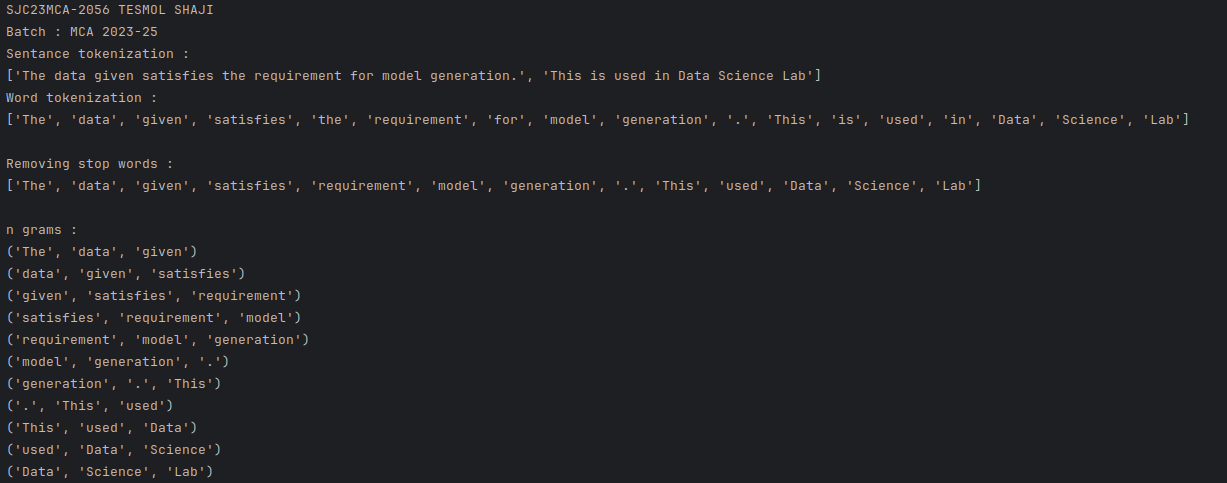 SJC23MCA-2056 TESMOL SHAJI
Batch : MCA 2023-25
Sentance tokenization :
['The data given satisfies the requirement for model generation.', 'This is used in Data Science Lab']
Word tokenization :
['The', 'data', 'given', 'satisfies', 'the', 'requirement', 'for', 'model', 'generation', '.', 'This', 'is', 'used', 'in', 'Data', 'Science', 'Lab']
Removing stop words :
['The', 'data', 'given', 'satisfies', 'requirement', 'model', 'generation', '.', 'This', 'used', 'Data', 'Science', 'Lab']
n grams :
('The', 'data', 'given')
('data', 'given', 'satisfies')
('given', 'satisfies', 'requirement')
('satisfies', 'requirement', 'model')
('requirement', 'model', 'generation')
('model', 'generation', '.')
('generation', '.', 'This')
('.', 'This', 'used')
('This', 'used', 'Data')
('used', 'Data', 'Science')
('Data', 'Science', 'Lab')